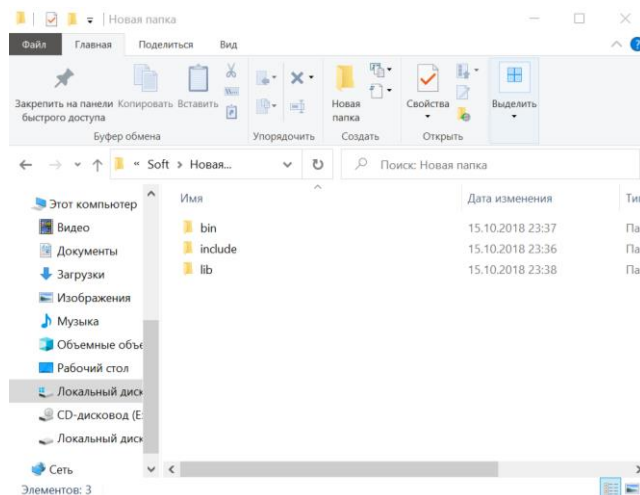 Новая папка
Файл Главная Поделиться Вид
Закрепить на панели быстрого доступа
Копировать
Вставить
Новая папка
Свойства
Выделить
Буфер обмена
Упорядочить
Создать
Открыть
« Soft > Новая...
Поиск: Новая папка
Этот компьютер
Видео
Документы
Загрузки
Изображения
Музыка
Объемные объе
Рабочий стол
Локальный диск
CD-дисковод (E:
Локальный диск
Сеть
Имя Дата изменения Ти
bin 15.10.2018 23:37 Па
include 15.10.2018 23:36 Па
lib 15.10.2018 23:38 Па
Элементов: 3